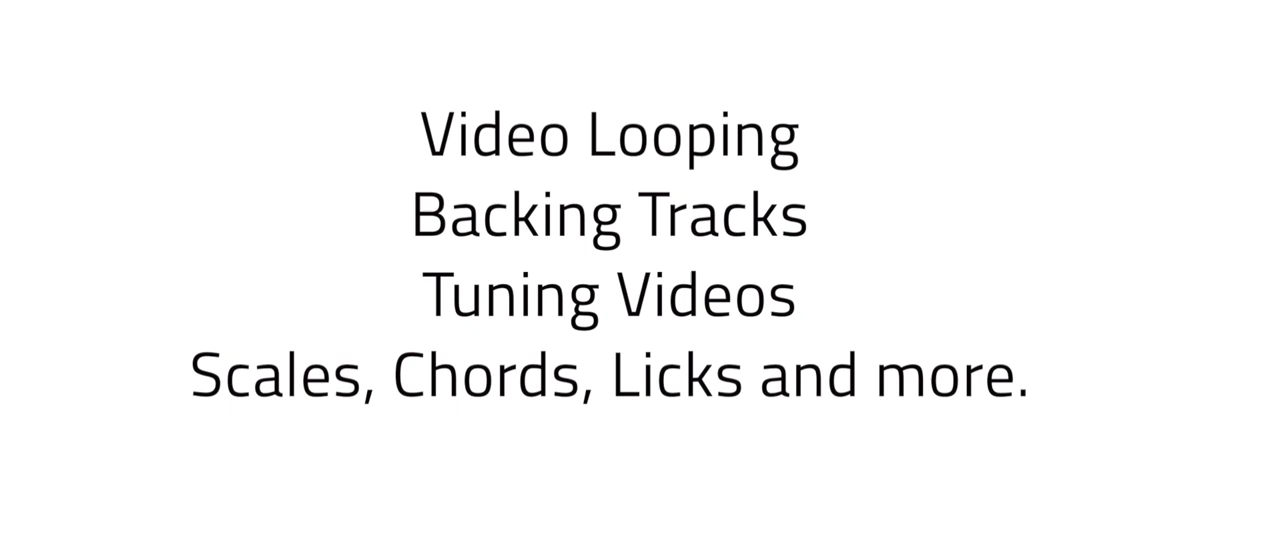 Video Looping
Backing Tracks
Tuning Videos
Scales, Chords, Licks and more.